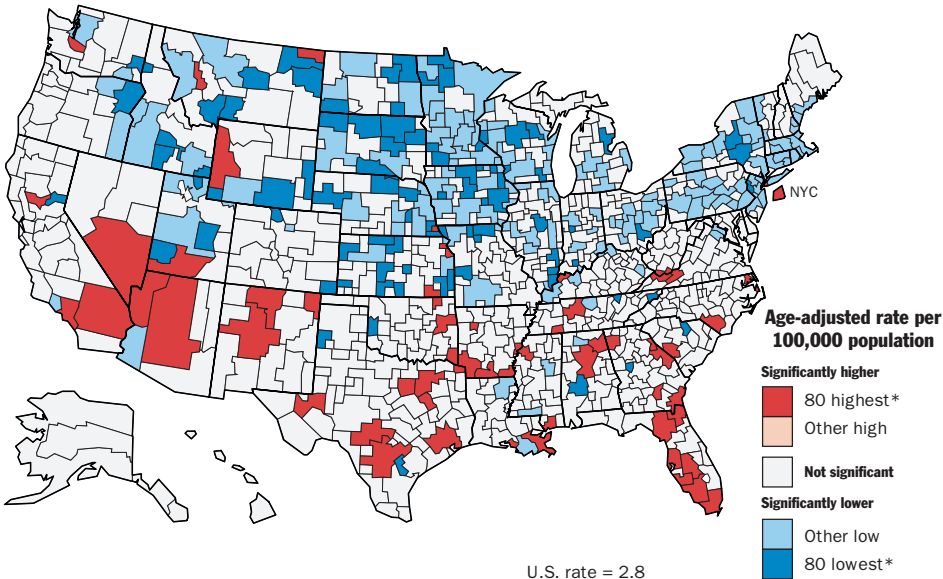 NYC
Age-adjusted rate per
100,000 population
Significantly higher
80 highest*
Other high
Not significant
Significantly lower
Other low
80 lowest*
U.S. rate = 2.8